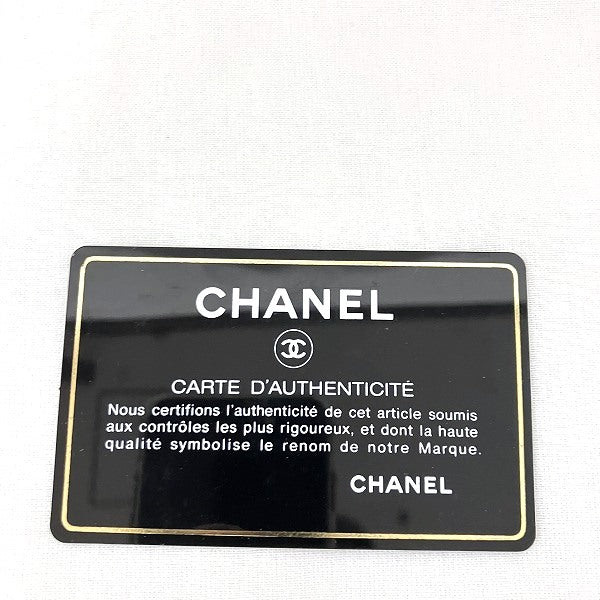 CHANEL
CARTE D'AUTHENTICITÉ
Nous certifions l'authenticité de cet article soumis
aux contrôles les plus rigoureux, et dont la haute
qualité symbolise le renom de notre Marque.
CHANEL